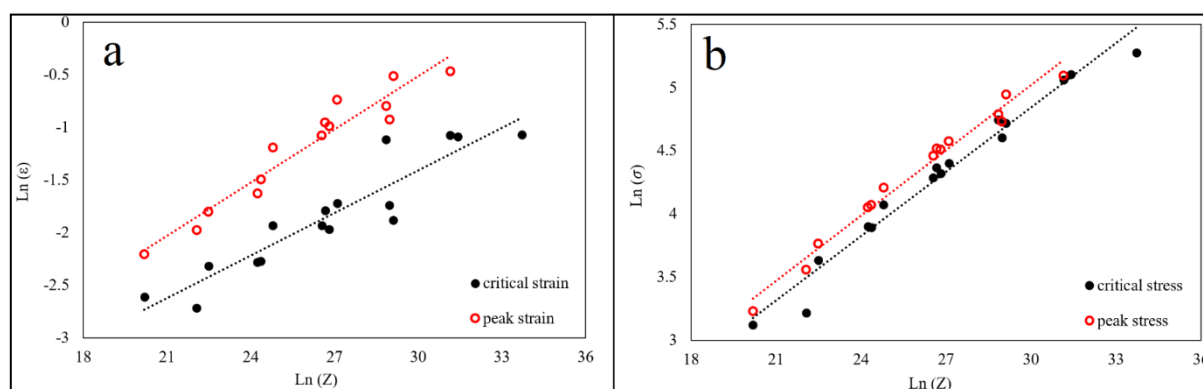 a
0
-0.5
-1
-1.5
-2
-2.5
-3
18 21 24 27 30 33 36
Ln (ε)
Ln (Z)
critical strain
peak strain
b
5.5
5
4.5
4
3.5
3
18 21 24 27 30 33 36
Ln (σ)
Ln (Z)
critical stress
peak stress